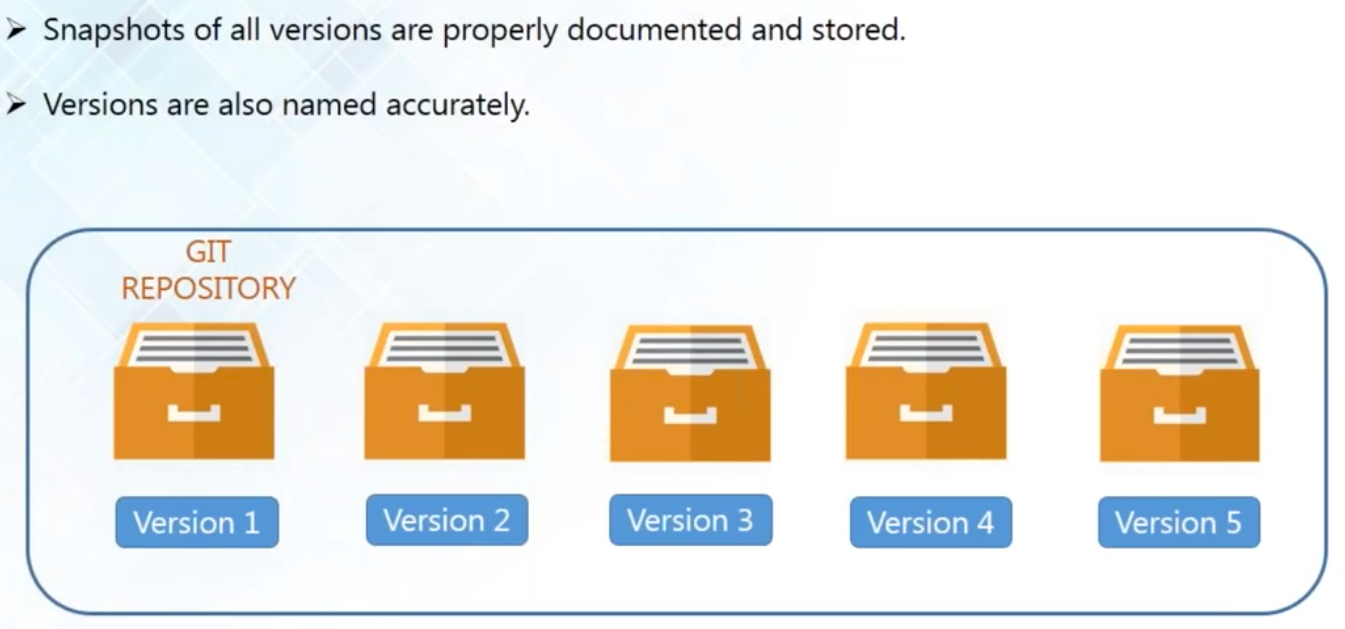 ➢ Snapshots of all versions are properly documented and stored.
➢ Versions are also named accurately.
GIT
REPOSITORY
Version 1
Version 2
Version 3
Version 4
Version 5